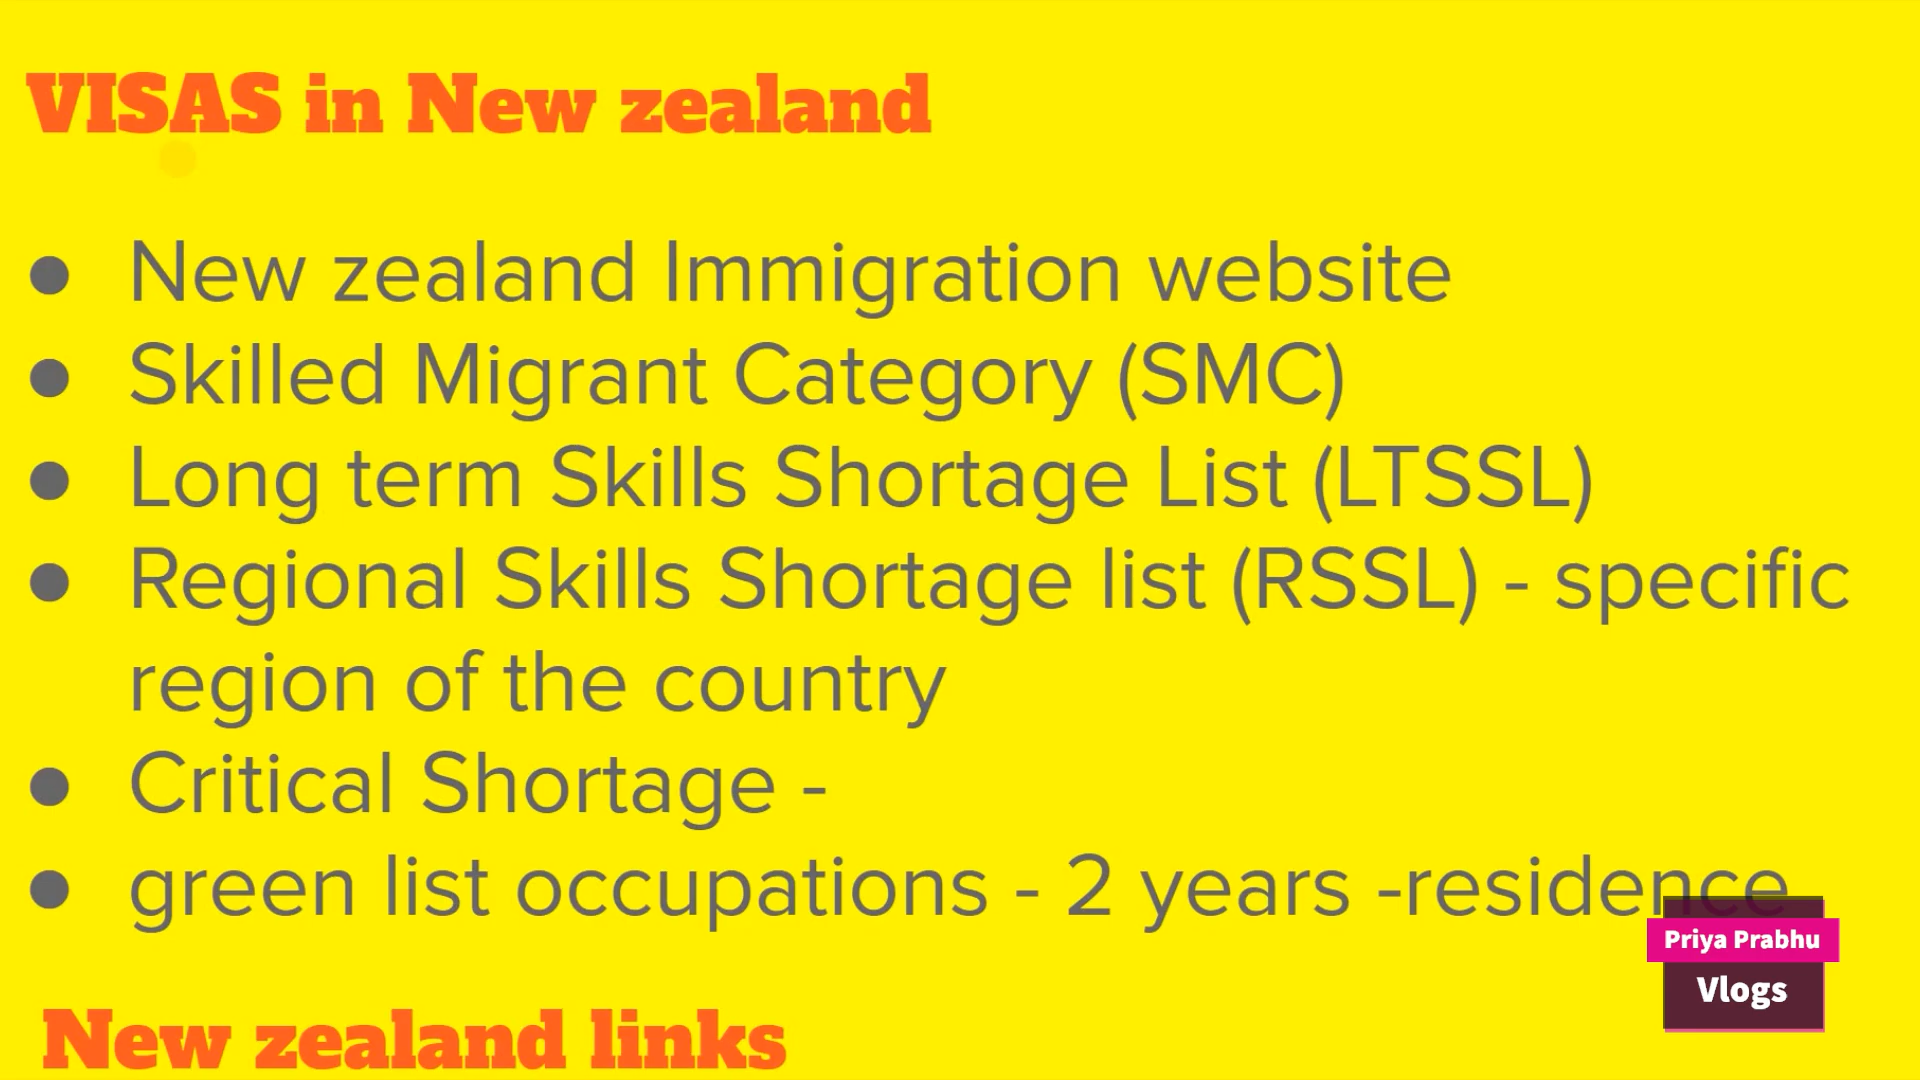 VISAS in New zealand
● New zealand Immigration website
● Skilled Migrant Category (SMC)
● Long term Skills Shortage List (LTSSL)
● Regional Skills Shortage list (RSSL) - specific
region of the country
● Critical Shortage -
● green list occupations - 2 years -residence
Priya Prabhu
Vlogs
New zealand links